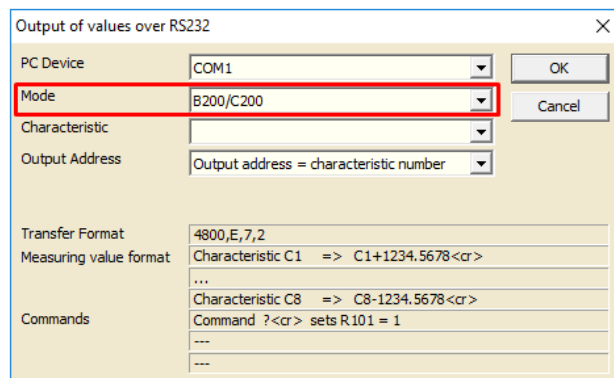 Output of values over RS232
PC Device COM1 OK
Mode B200/C200 Cancel
Characteristic
Output Address Output address = characteristic number
Transfer Format 4800,E,7,2
Measuring value format Characteristic C1 => C1+1234.5678<cr>
...
Characteristic C8 => C8-1234.5678<cr>
Commands Command ?<cr> sets R101 = 1
---
---